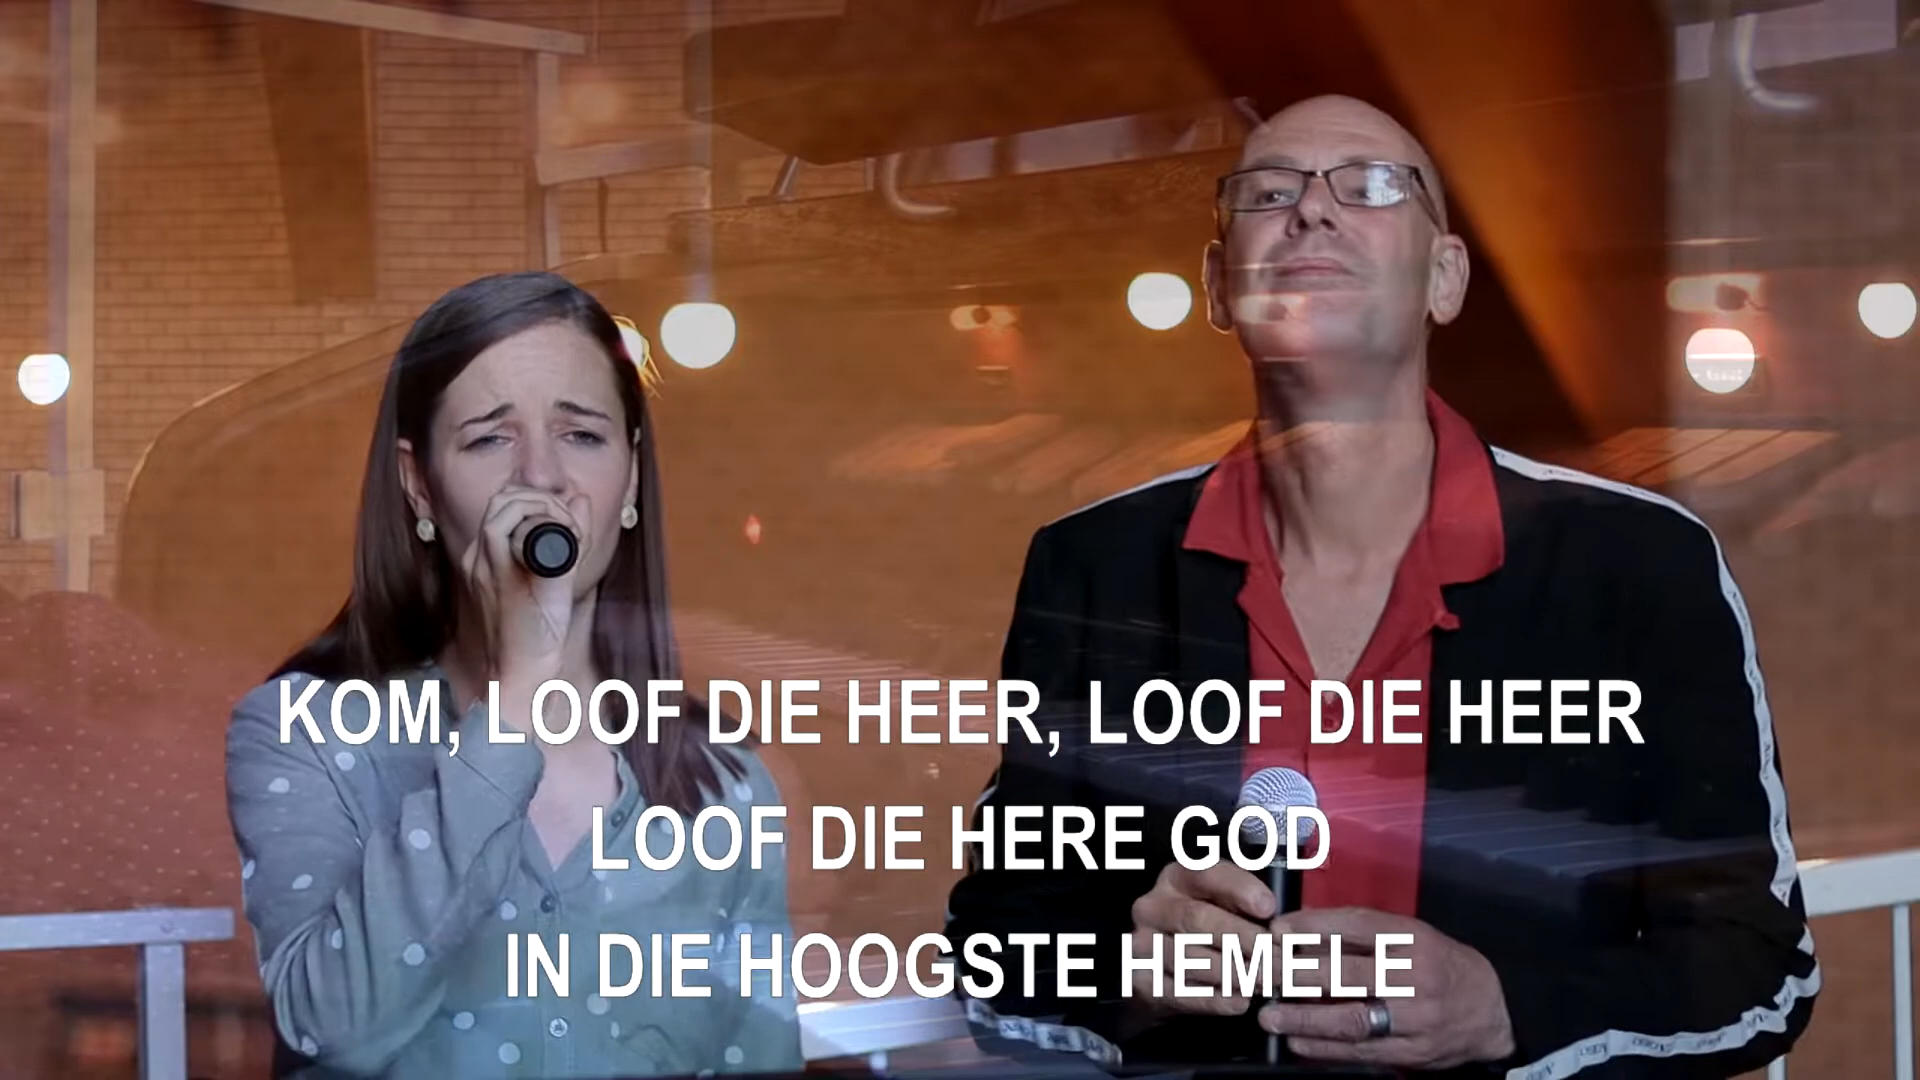 KOM, LOOF DIE HEER, LOOF DIE HEER
LOOF DIE HERE GOD
IN DIE HOOGSTE HEMELE